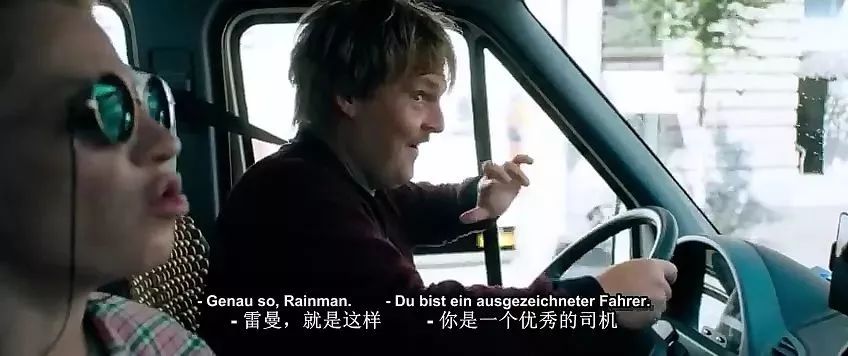 - Genau so, Rainman. - Du bist ein ausgezeichneter Fahrer.
- 雷曼，就是这样 - 你是一个优秀的司机